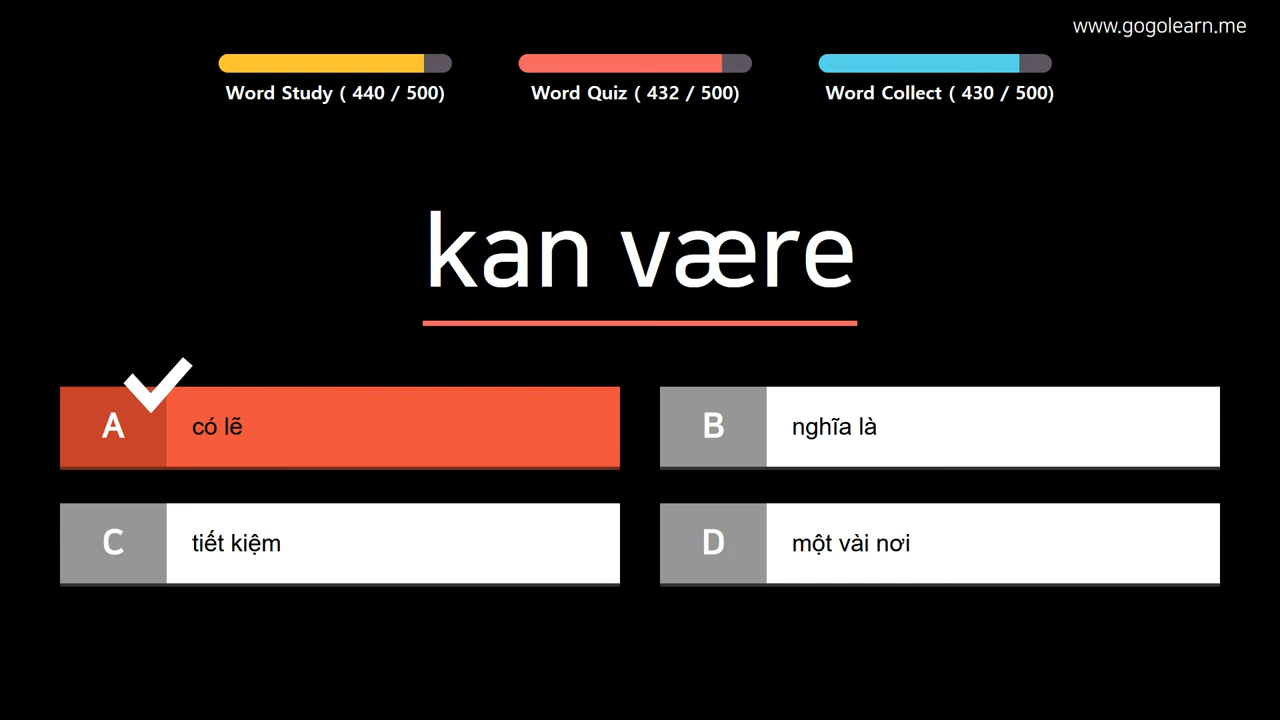 www.gogolearn.me
Word Study ( 440 / 500)
Word Quiz ( 432 / 500)
Word Collect ( 430 / 500)
kan være
A
có lẽ
B
nghĩa là
C
tiết kiệm
D
một vài nơi